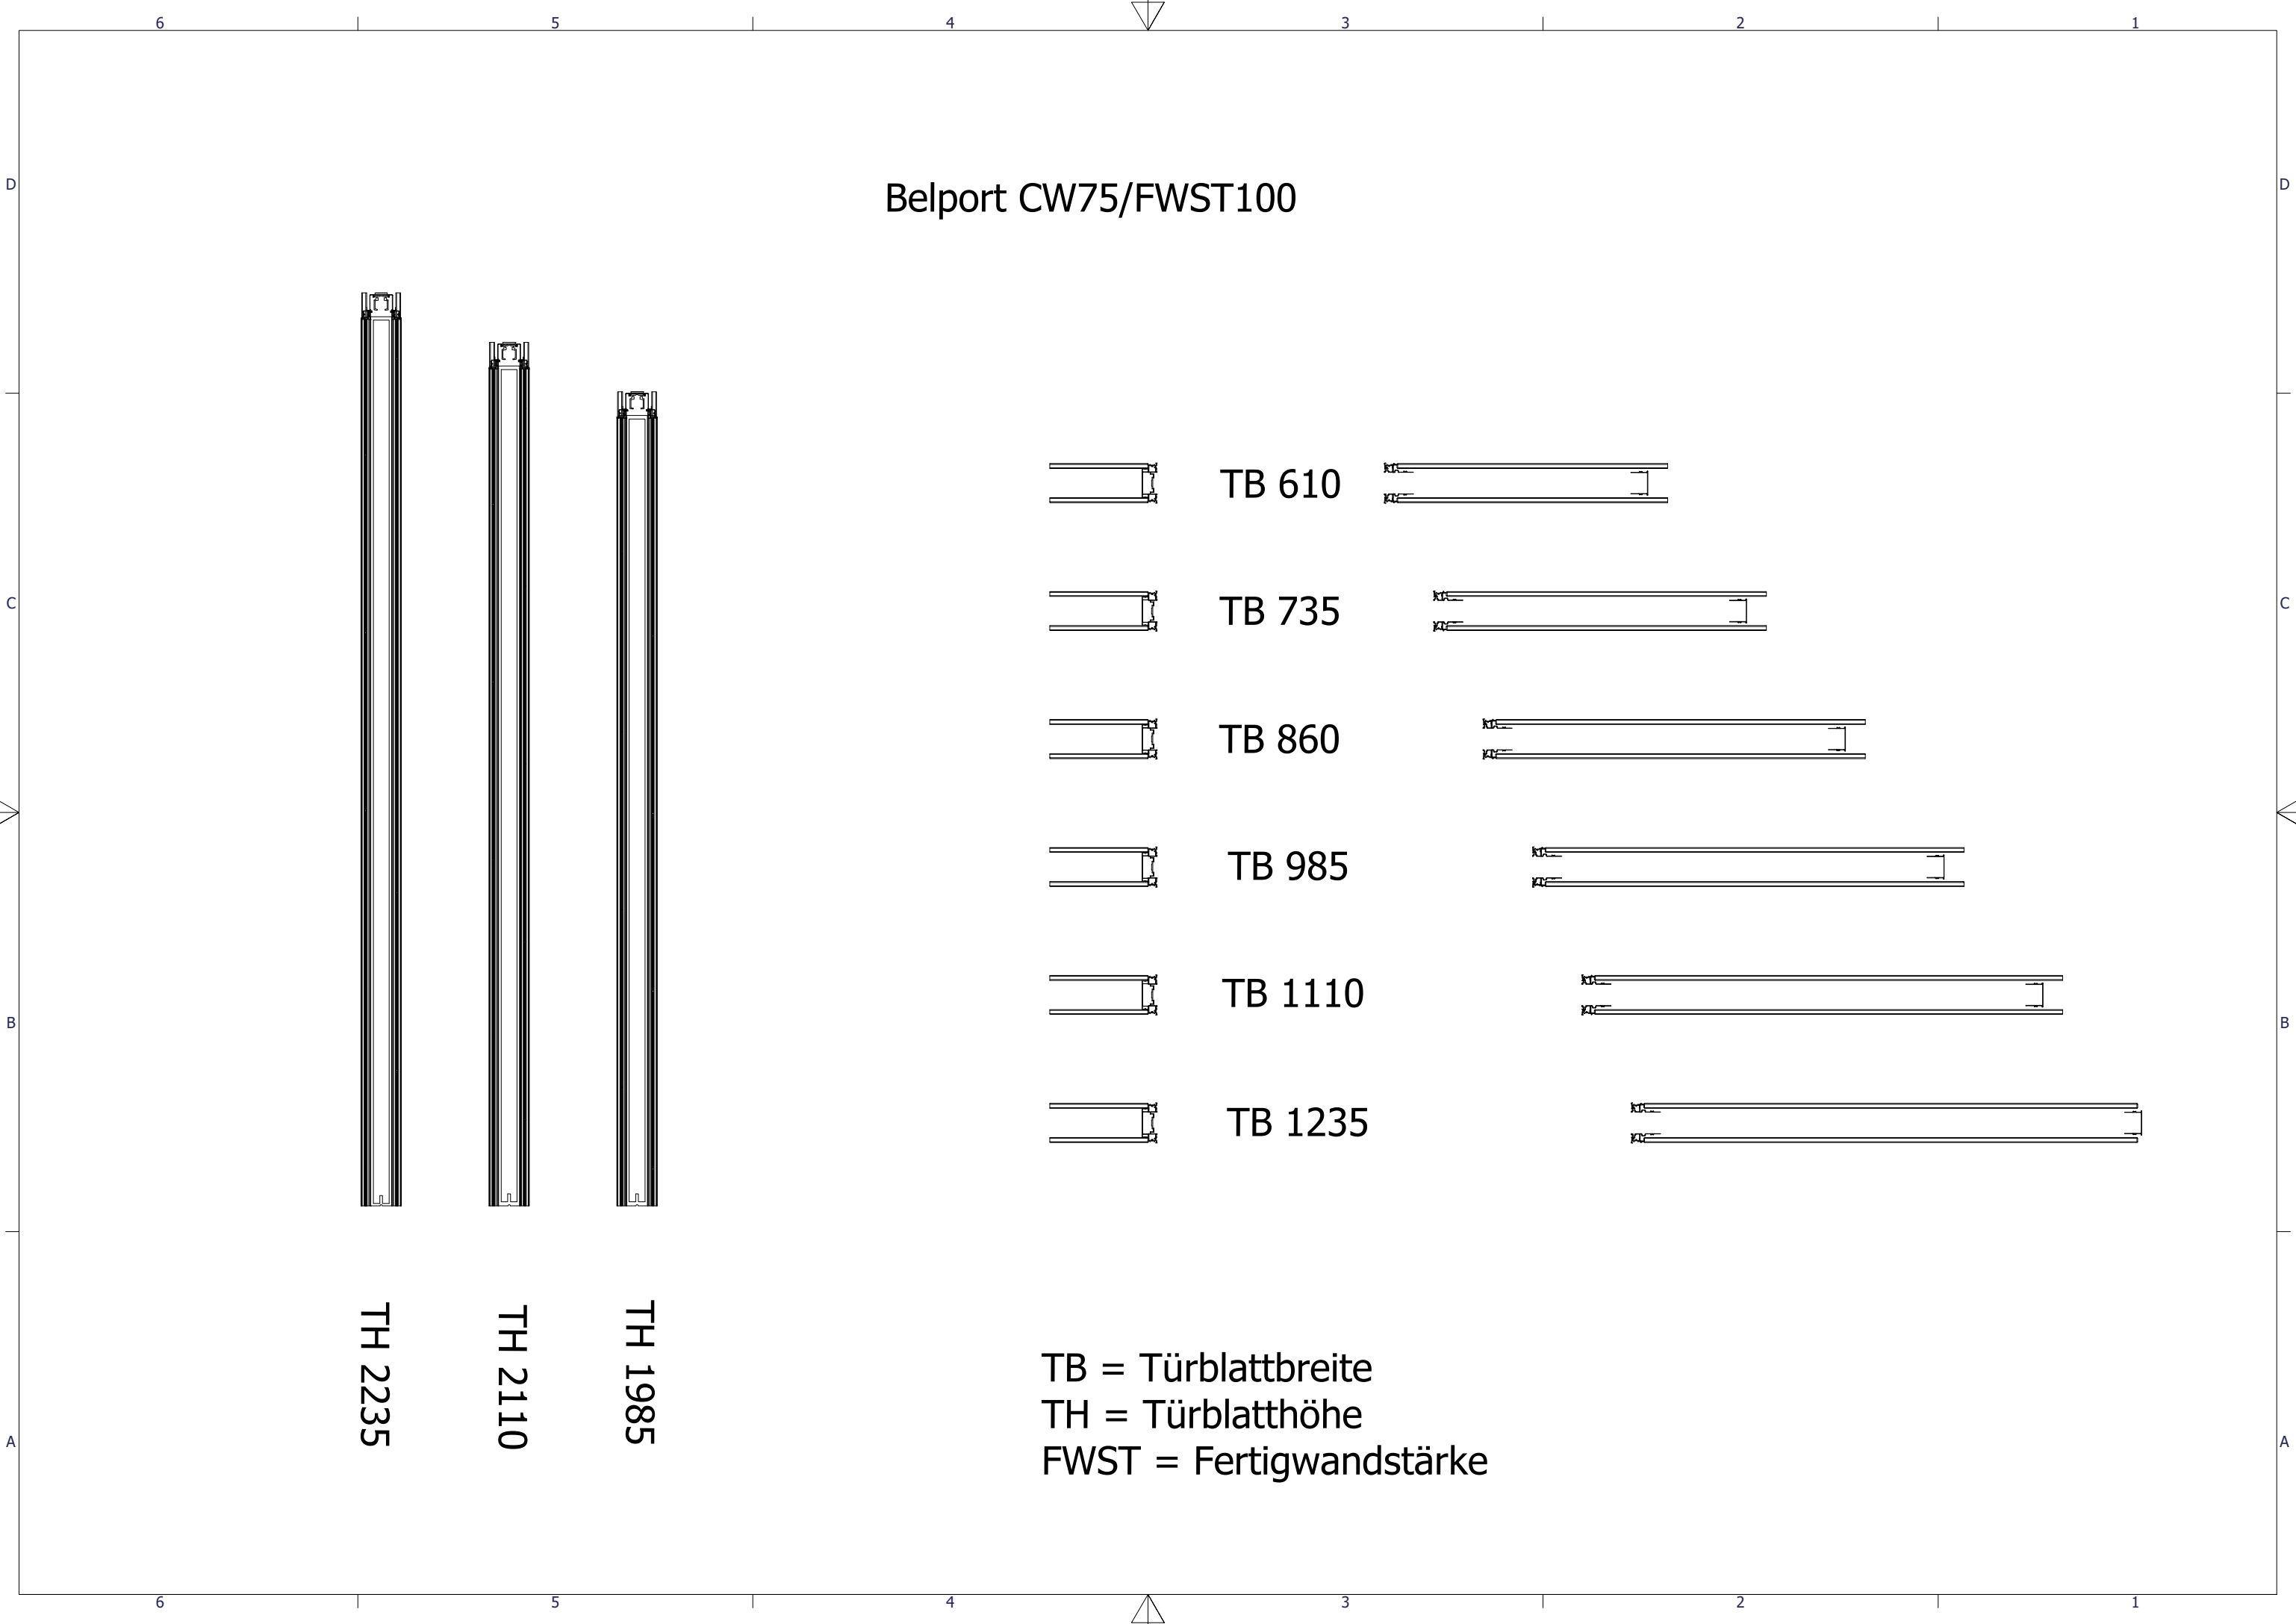 6 5 4 3 2 1
D D
Belport CW75/FWST100
TB 610
TB 735
C C
TB 860
TB 985
TB 1110
B B
TB 1235
TH 2235
TH 2110
TH 1985
TB = Türblattbreite
TH = Türblatthöhe
A A
FWST = Fertigwandstärke
6 5 4 3 2 1